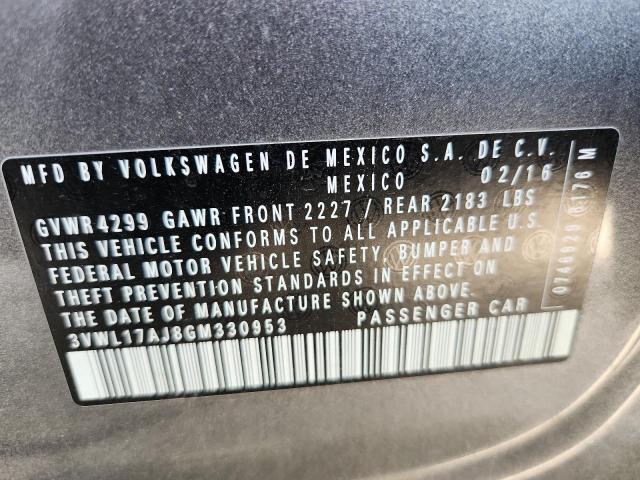 MFD BY VOLKSWAGEN DE MEXICO S.A. DE C.V.
MEXICO 02/16
GVWR4299 GAWR FRONT 2227 / REAR 2183 LBS
THIS VEHICLE CONFORMS TO ALL APPLICABLE U.S
FEDERAL MOTOR VEHICLE SAFETY, BUMPER AND
THEFT PREVENTION STANDARDS IN EFFECT ON
THE DATE OF MANUFACTURE SHOWN ABOVE.
3VWL17AJ8GM330953 PASSENGER CAR